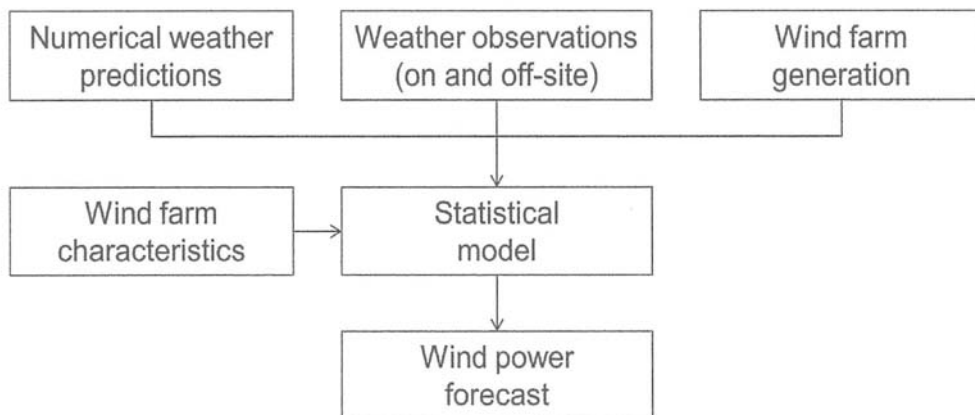 Numerical weather
predictions
Weather observations
(on and off-site)
Wind farm
generation
Wind farm
characteristics
Statistical
model
Wind power
forecast